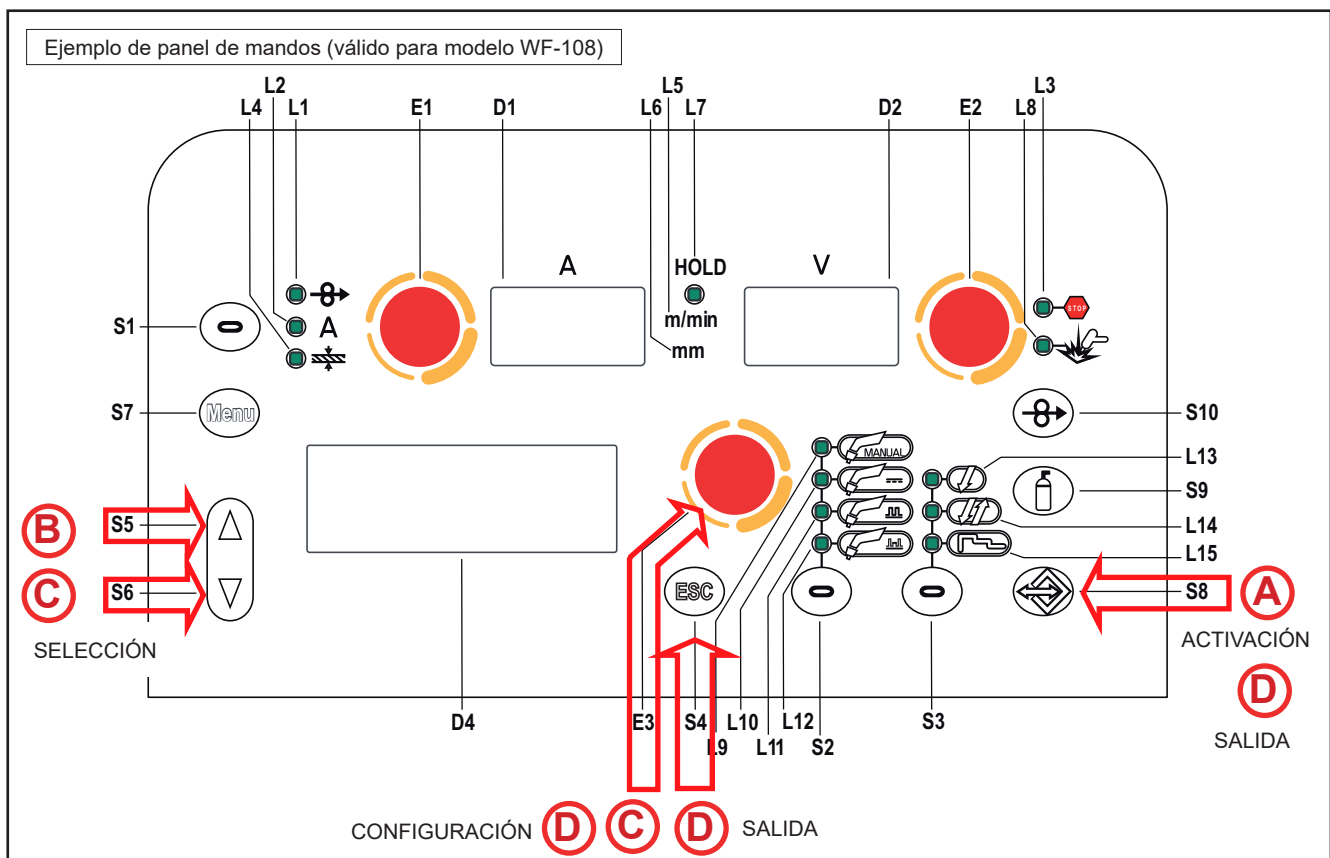 Ejemplo de panel de mandos (válido para modelo WF-108)
L2 L5 L3
L4 L1 E1 D1 L6 L7 D2 E2 L8
A HOLD V
S1 A m/min STOP
mm
S7 Menu S10
MANUAL
L13
B S5 S9
L14
L15
C S6 ESC S8 A
SELECCIÓN ACTIVACIÓN
D
D4 E3 S4 L10 L12 S3
L9 L11 S2 SALIDA
CONFIGURACIÓN D C D SALIDA